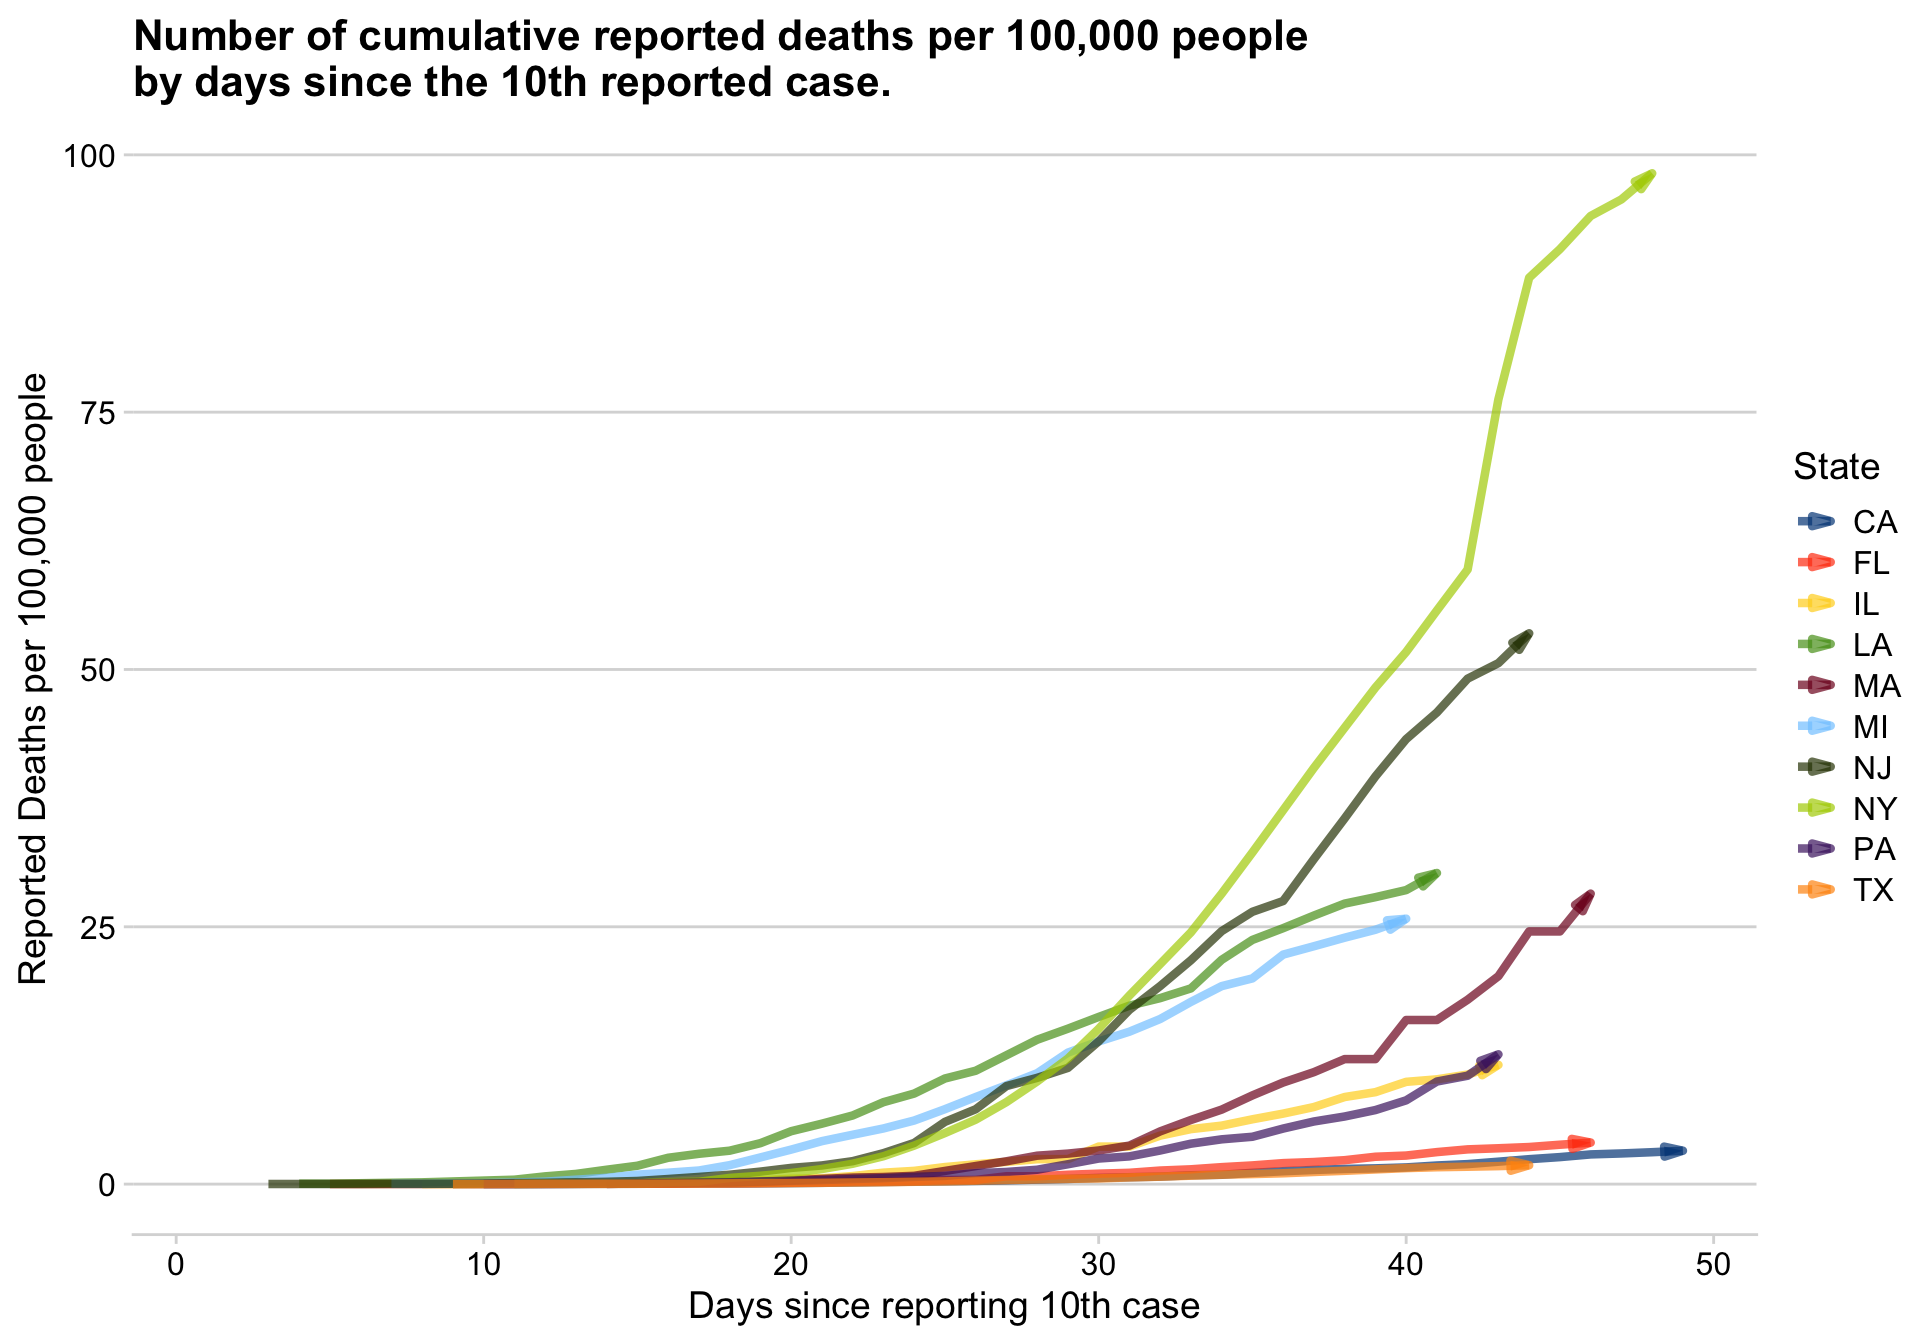 Number of cumulative reported deaths per 100,000 people
by days since the 10th reported case.
Reported Deaths per 100,000 people
100
75
50
25
0
0
10
20
30
40
50
Days since reporting 10th case
State
CA
FL
IL
LA
MA
MI
NJ
NY
PA
TX